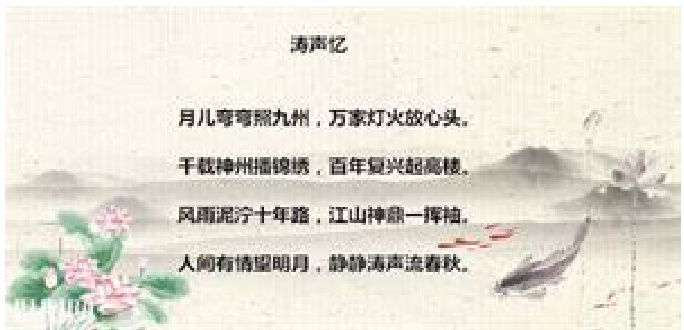 涛声忆
月儿弯弯照九州，万家灯火放心头。
千载神州播锦绣，百年复兴起高楼。
风雨泥泞十年路，江山神鼎一挥袖。
人间有情望明月，静静涛声流春秋。